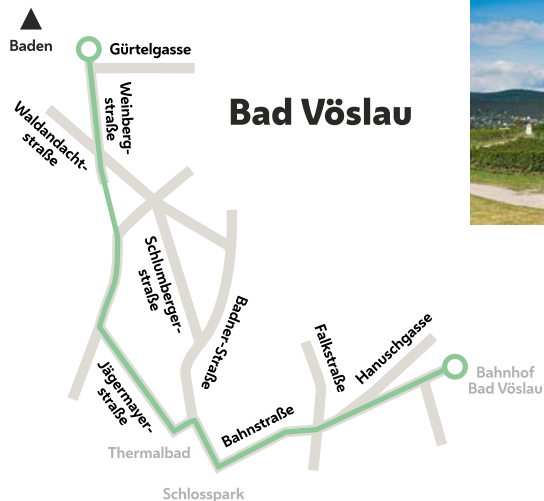 Baden
Gürtelgasse
Weinberg-
straße
Bad Vöslau
Waldandacht-
straße
Schlumberger-
straße
Badner-Straße
Falkstraße
Hanuschgasse
Jägermayer-
straße
Bahnhof
Bad Vöslau
Bahnstraße
Thermalbad
Schlosspark